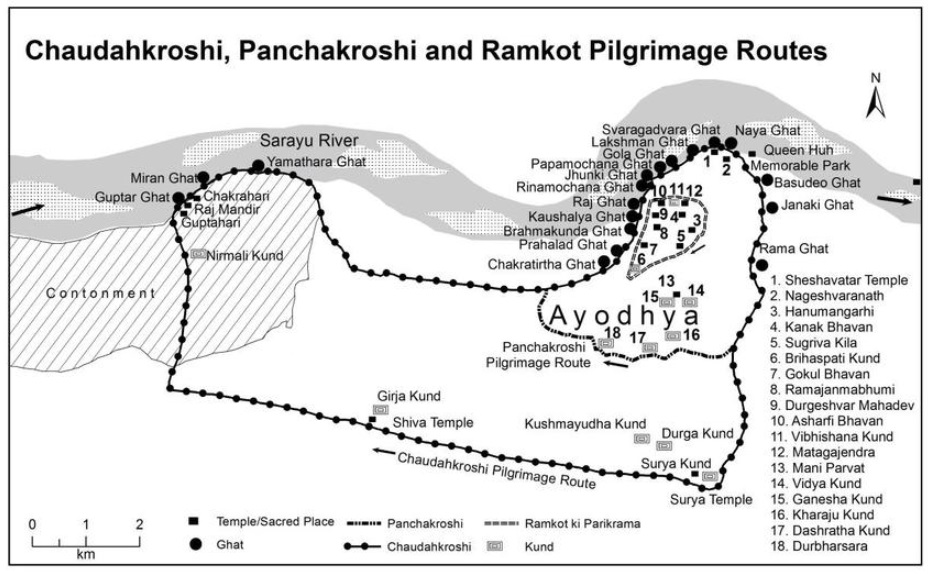 Chaudahkroshi, Panchakroshi and Ramkot Pilgrimage Routes
N
Sarayu River
Svaragadvara Ghat
Naya Ghat
Lakshman Ghat
Gola Ghat
Queen Huh
Memorable Park
Papamochana Ghat
Jhunki Ghat
Rinamochana Ghat
Basudeo Ghat
Yamathara Ghat
Miran Ghat
Guptar Ghat
Chakrahari
Raj Mandir
Guptahari
Raj Ghat
Janaki Ghat
Kaushalya Ghat
Brahmakunda Ghat
Prahalad Ghat
Chakratirtha Ghat
Rama Ghat
Nirmali Kund
Contonment
1
2
10
11
12
9
4
3
8
5
7
6
13
15
14
Ayodhya
18
17
16
Panchakroshi
Pilgrimage Route
Girja Kund
Shiva Temple
Kushmayudha Kund
Durga Kund
Surya Kund
Surya Temple
Chaudahkroshi Pilgrimage Route
1. Sheshavatar Temple
2. Nageshvaranath
3. Hanumangarhi
4. Kanak Bhavan
5. Sugriva Kila
6. Brihaspati Kund
7. Gokul Bhavan
8. Ramajanmabhumi
9. Durgeshvar Mahadev
10. Asharfi Bhavan
11. Vibhishana Kund
12. Matagajendra
13. Mani Parvat
14. Vidya Kund
15. Ganesha Kund
16. Kharaju Kund
17. Dashratha Kund
18. Durbharsara
0 1 2
km
Temple/Sacred Place
Panchakroshi
Ramkot ki Parikrama
Ghat
Chaudahkroshi
Kund